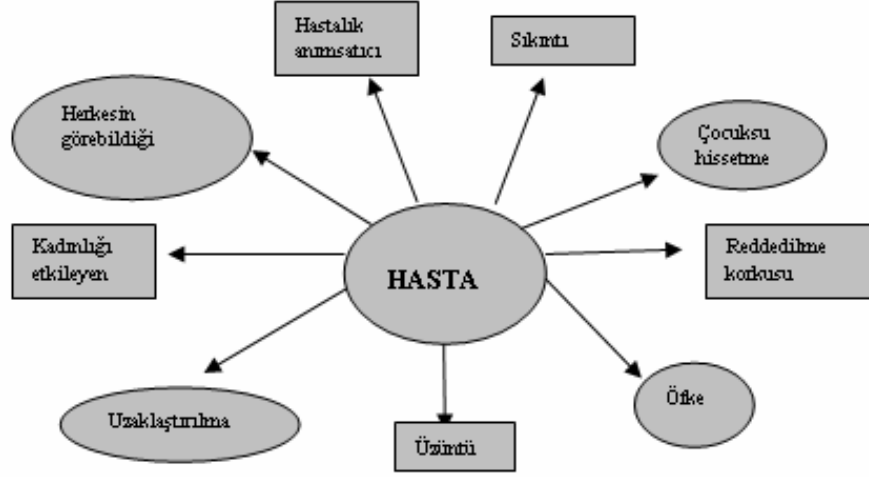 Hastalık
anımsatıcı
Sıkıntı
Herkesin
görebildiği
Çocuksu
hissetme
Kadınlığı
etkileyen
HASTA
Reddedilme
korkusu
Uzaklaştırılma
Üzüntü
Öfke